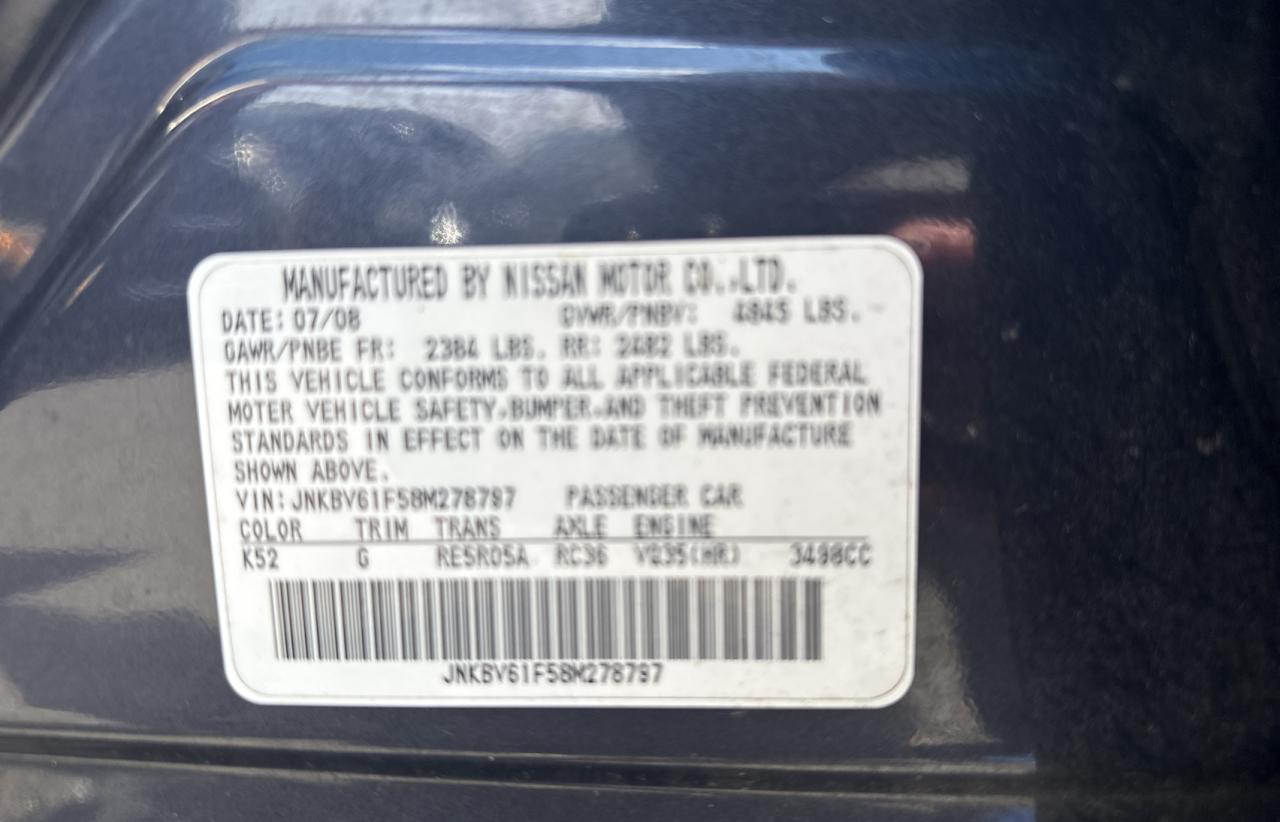 MANUFACTURED BY NISSAN MOTOR CO.,LTD.
DATE: 07/08 GVWR/PNBV: 4845 LBS.
GAWR/PNBE FR: 2384 LBS. RR: 2482 LBS.
THIS VEHICLE CONFORMS TO ALL APPLICABLE FEDERAL
MOTER VEHICLE SAFETY,BUMPER,AND THEFT PREVENTION
STANDARDS IN EFFECT ON THE DATE OF MANUFACTURE
SHOWN ABOVE.
VIN:JNKBV61F58M278797 PASSENGER CAR
COLOR TRIM TRANS AXLE ENGINE
K52 G RE5R05A RC36 VQ35(HR) 3498CC
JNKBV61F58M278797